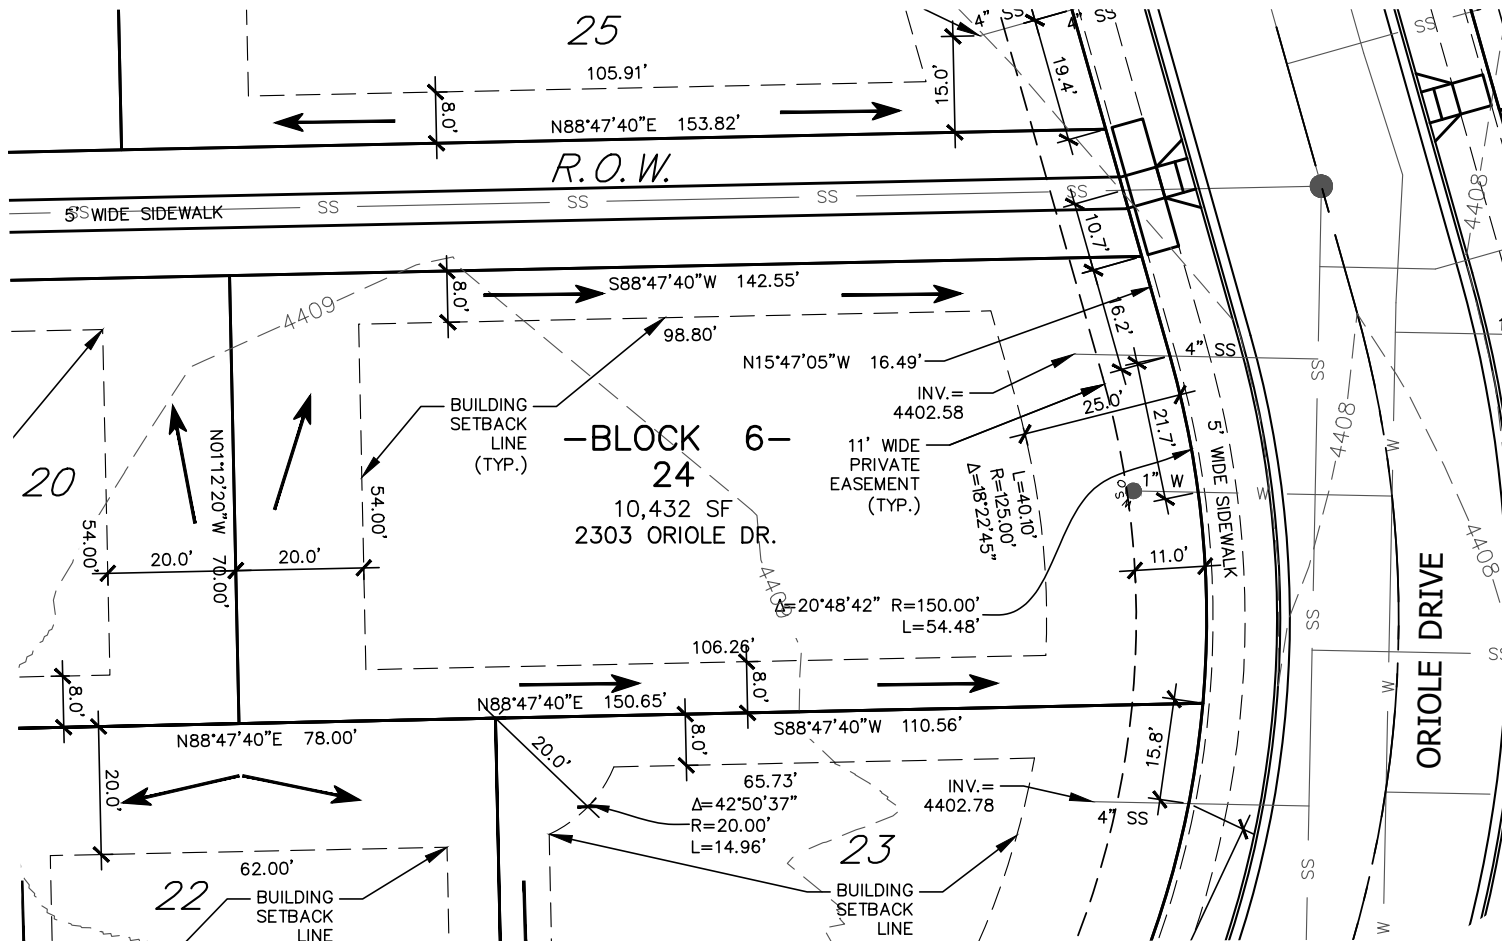 25
4" SS
4" SS
SS
105.91'
8.0'
15.0'
19.4'
N88°47'40"E 153.82'
R.O.W.
SS
5' WIDE SIDEWALK
SS
SS
SS
SS
10.7'
4408
S88°47'40"W 142.55'
8.0'
4409
98.80'
N15°47'05"W 16.49'
16.2'
4" SS
SS
INV.=
4402.58
25.0'
21.7'
BUILDING
SETBACK
LINE
(TYP.)
-BLOCK 6-
24
10,432 SF
2303 ORIOLE DR.
11' WIDE
PRIVATE
EASEMENT
(TYP.)
L=40.10'
R=125.00'
Δ=18°22'45"
1" W
W
W
5' WIDE SIDEWALK
4408
4408
20
54.00'
N01°12'20"W 70.00'
54.00'
20.0'
20.0'
11.0'
4409
Δ=20°48'42" R=150.00'
L=54.48'
SS
ORIOLE DRIVE
106.26'
8.0'
8.0'
SS
W
N88°47'40"E 150.65'
S88°47'40"W 110.56'
N88°47'40"E 78.00'
20.0'
8.0'
15.8'
20.0'
65.73'
Δ=42°50'37"
R=20.00'
L=14.96'
INV.=
4402.78
4" SS
23
62.00'
22
BUILDING
SETBACK
LINE
BUILDING
SETBACK
LINE
SS
W